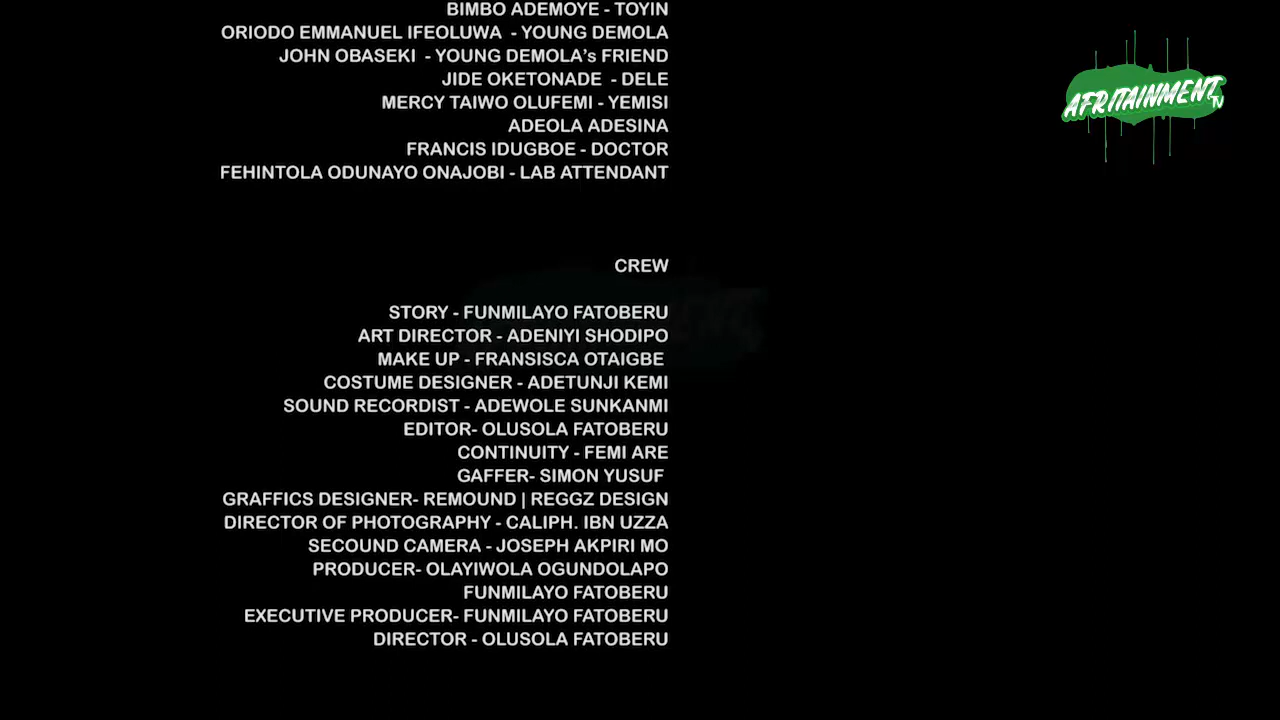 BIMBO ADEMOYE - TOYIN
ORIODO EMMANUEL IFEOLUWA - YOUNG DEMOLA
JOHN OBASEKI - YOUNG DEMOLA's FRIEND
JIDE OKETONADE - DELE
MERCY TAIWO OLUFEMI - YEMISI
ADEOLA ADESINA
FRANCIS IDUGBOE - DOCTOR
FEHINTOLA ODUNAYO ONAJOBI - LAB ATTENDANT
AFRITAINMENT TV
CREW
STORY - FUNMILAYO FATOBERU
ART DIRECTOR - ADENIYI SHODIPO
MAKE UP - FRANSISCA OTAIGBE
COSTUME DESIGNER - ADETUNJI KEMI
SOUND RECORDIST - ADEWOLE SUNKANMI
EDITOR- OLUSOLA FATOBERU
CONTINUITY - FEMI ARE
GAFFER- SIMON YUSUF
GRAFFICS DESIGNER- REMOUND | REGGZ DESIGN
DIRECTOR OF PHOTOGRAPHY - CALIPH. IBN UZZA
SECOUND CAMERA - JOSEPH AKPIRI MO
PRODUCER- OLAYIWOLA OGUNDOLAPO
FUNMILAYO FATOBERU
EXECUTIVE PRODUCER- FUNMILAYO FATOBERU
DIRECTOR - OLUSOLA FATOBERU